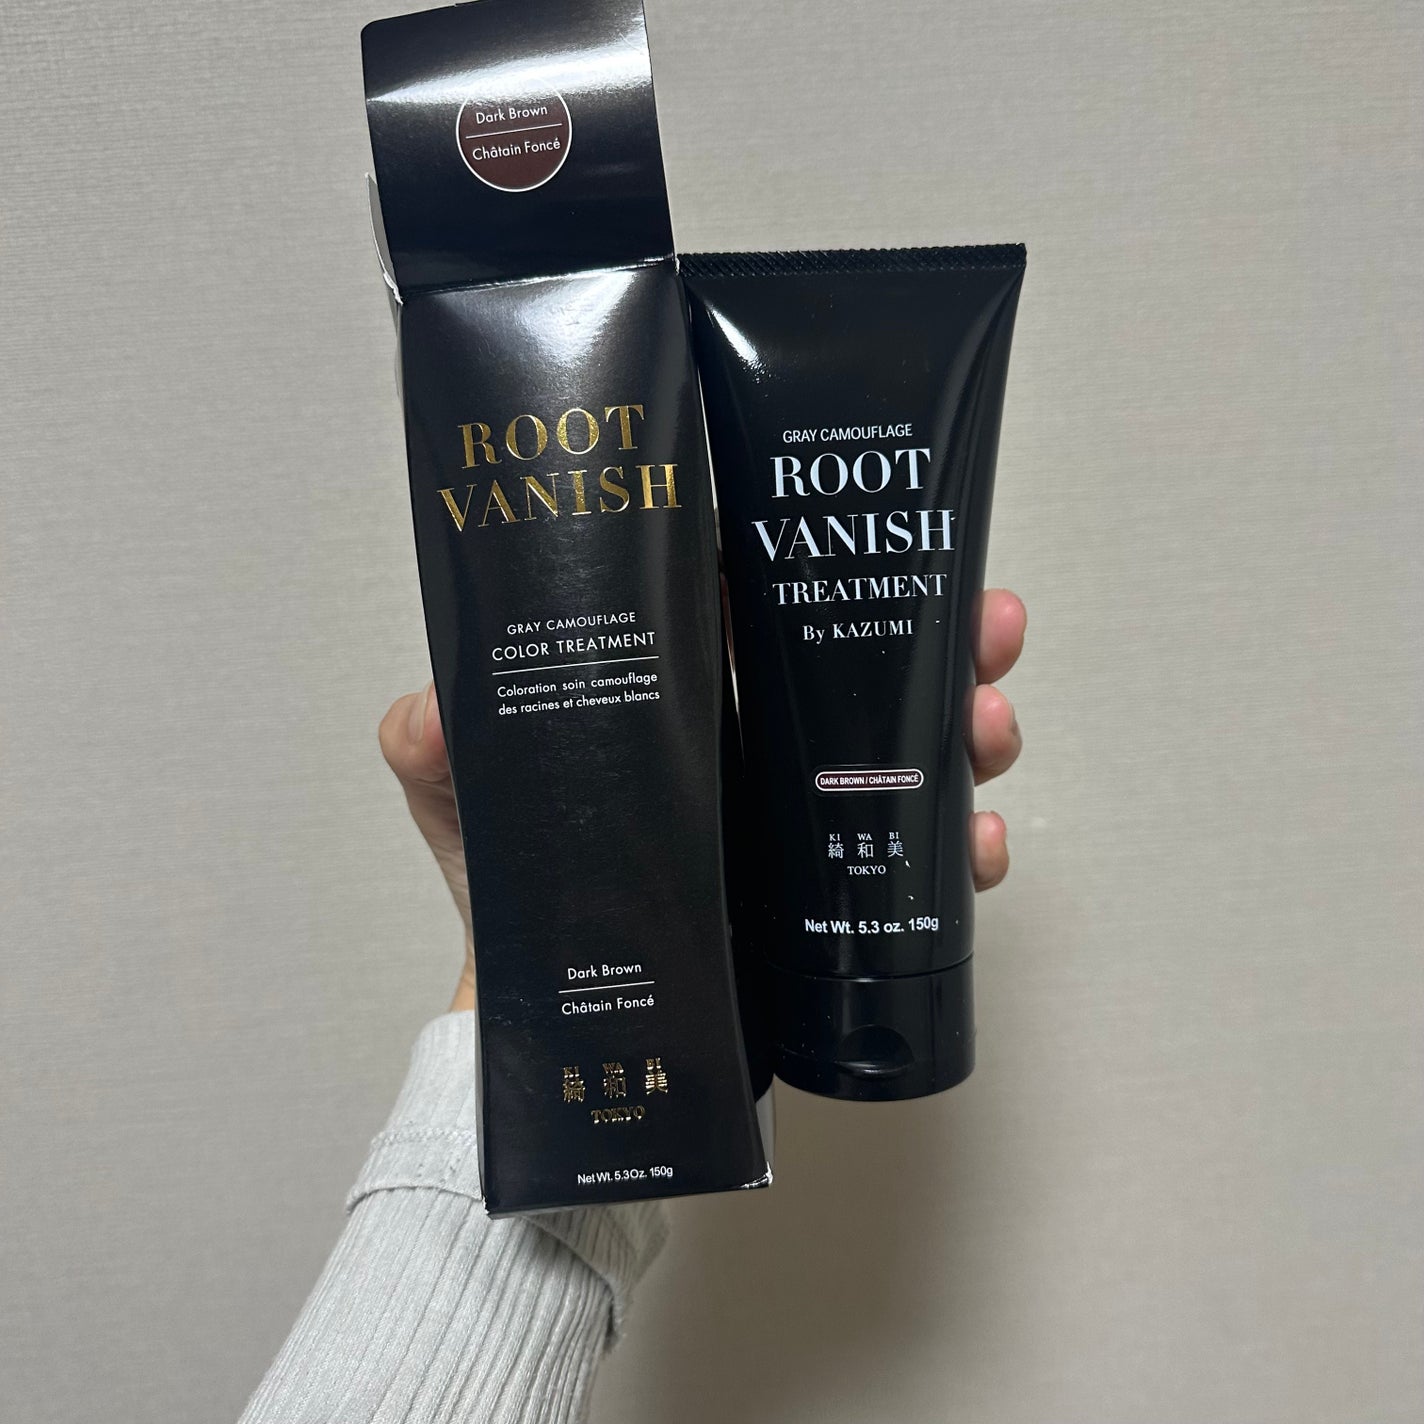 Dark Brown
Châtain Foncé
ROOT
VANISH
GRAY CAMOUFLAGE
COLOR TREATMENT
Coloration soin camouflage
des racines et cheveux blancs
Dark Brown
Châtain Foncé
KI WA BI
綺和美
TOKYO
Net Wt. 5.3Oz. 150g
GRAY CAMOUFLAGE
ROOT
VANISH
TREATMENT
By KAZUMI
DARK BROWN / CHÂTAIN FONCÉ
KI WA BI
綺和美
TOKYO
Net Wt. 5.3 oz. 150g